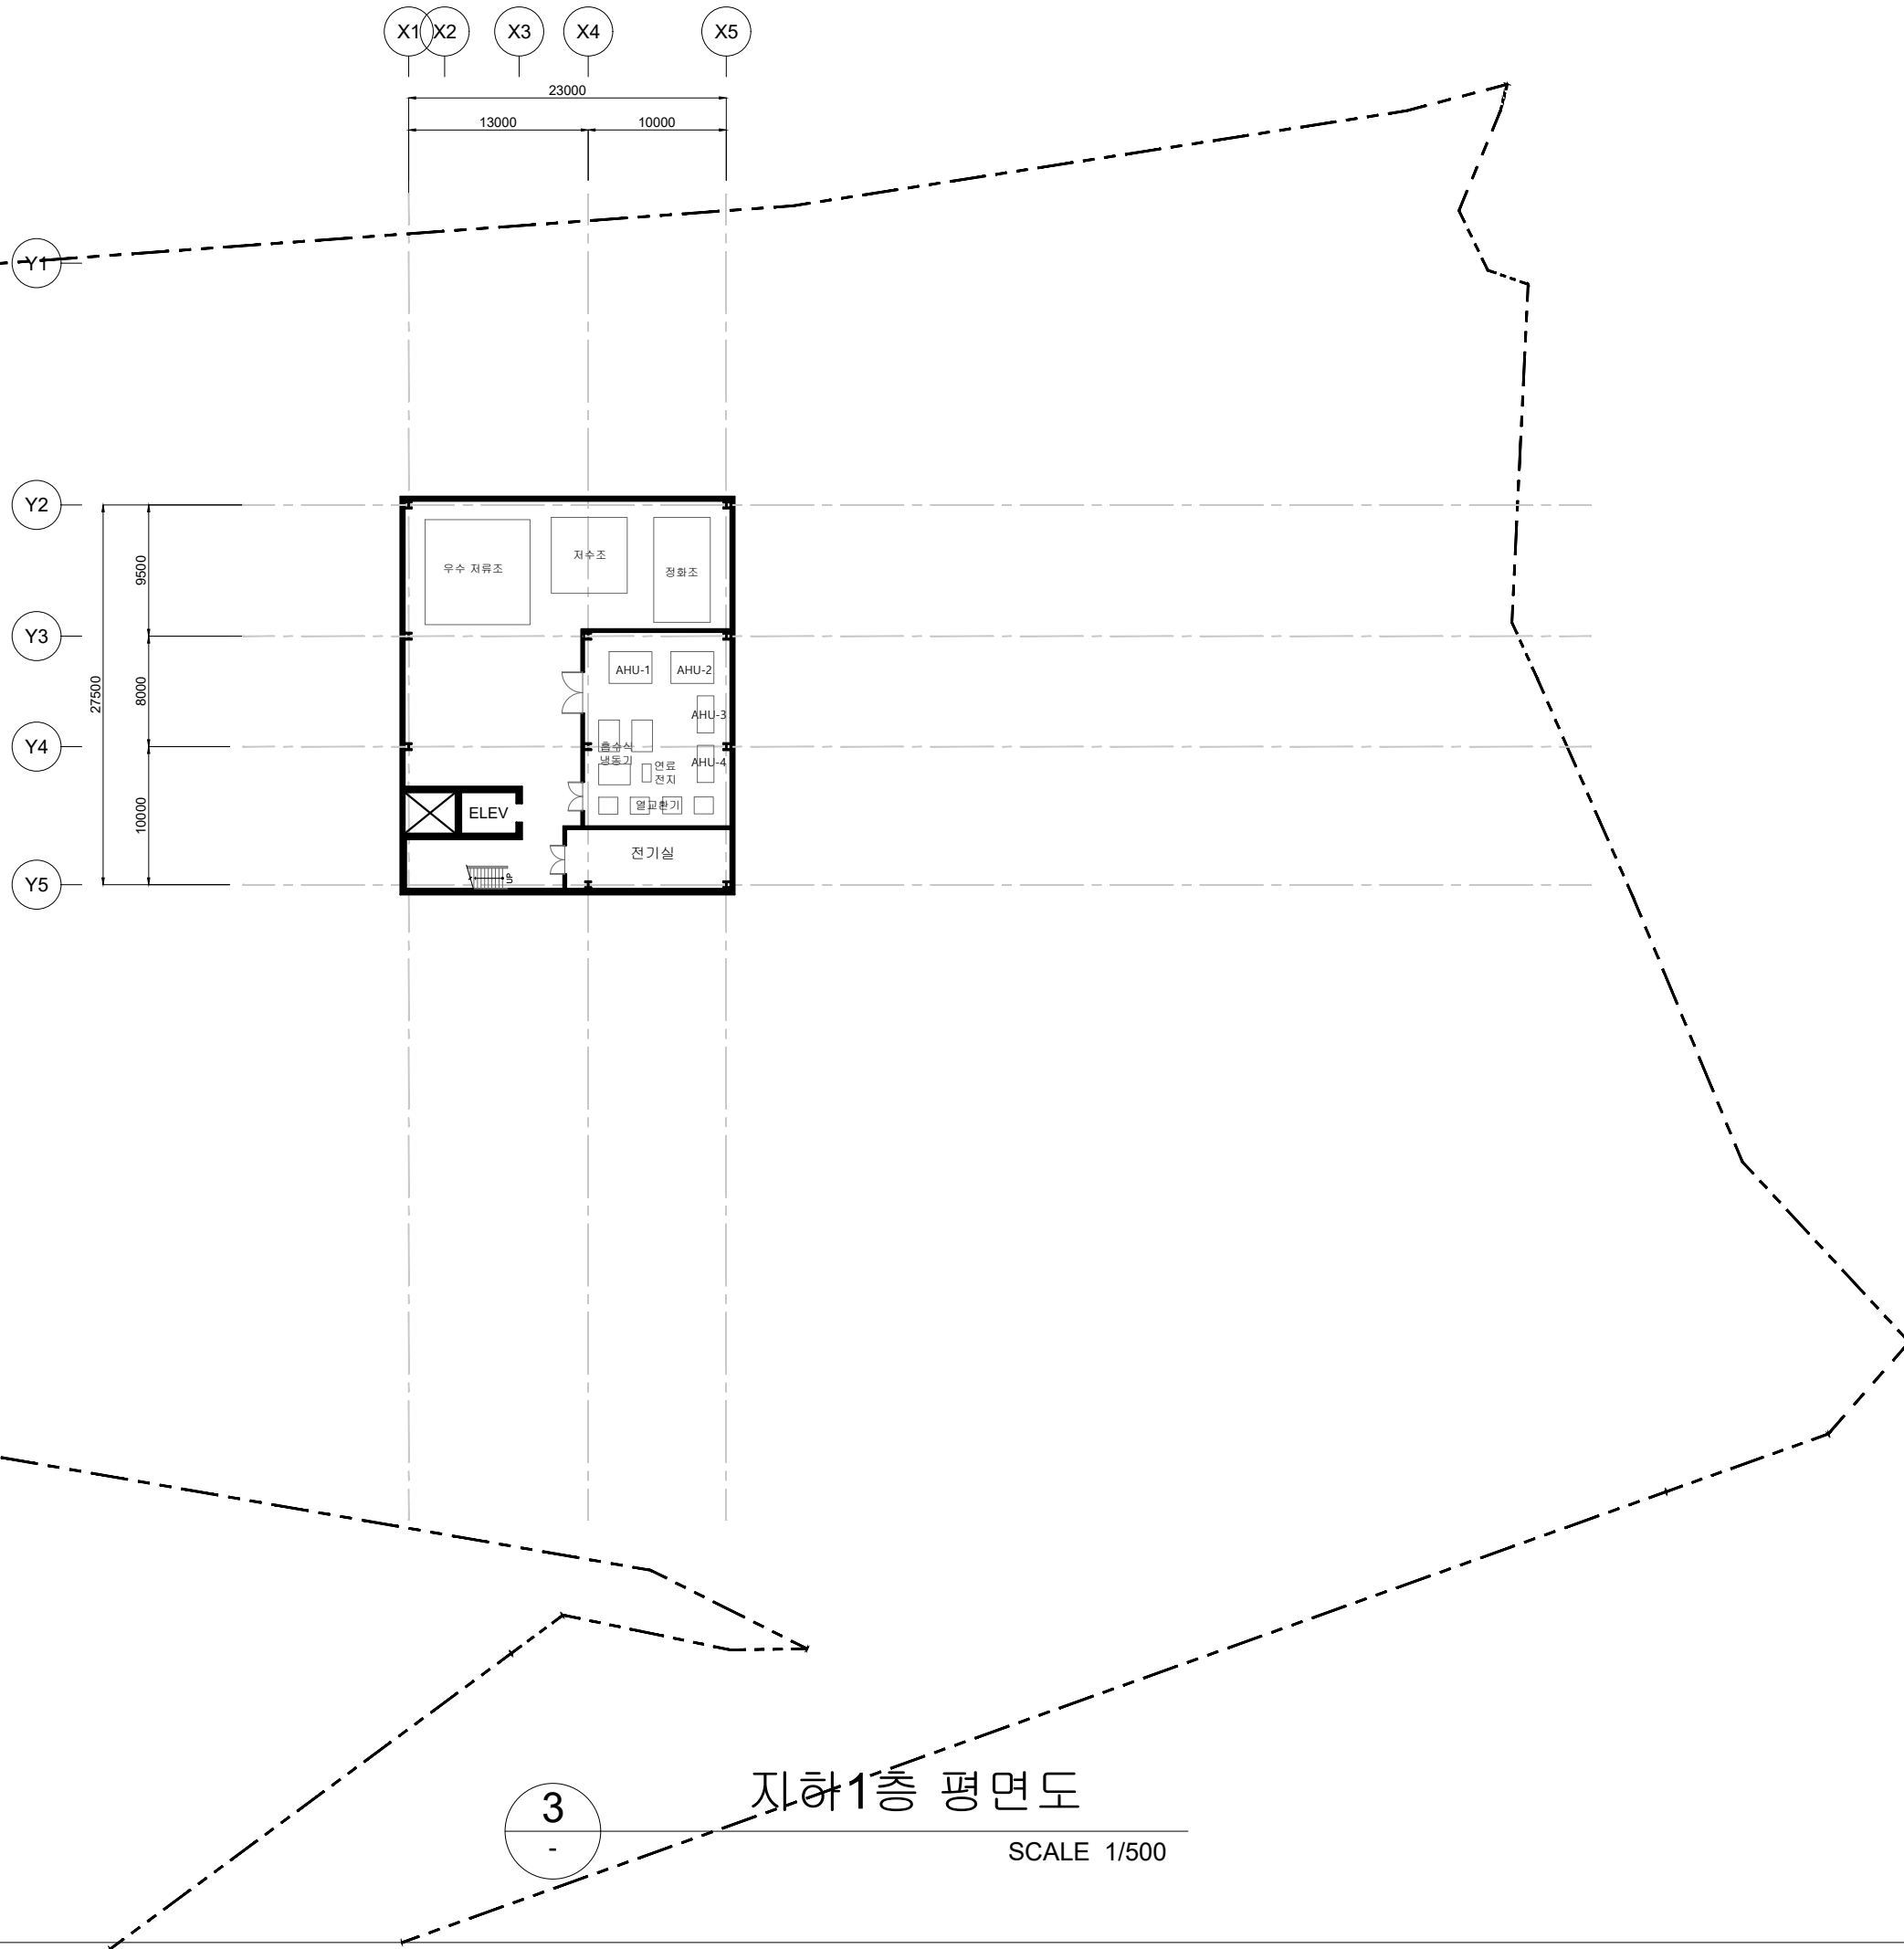 X1 X2 X3 X4 X5
23000
13000 10000
Y1
Y2
9500
Y3
8000
27500
Y4
10000
Y5
우수 저류조
저수조
정화조
AHU-1 AHU-2
AHU-3
흡수식
냉동기
AHU-4
연료
전지
열교환기
ELEV
전기실
UP
3
-
지하1층 평면도
SCALE 1/500